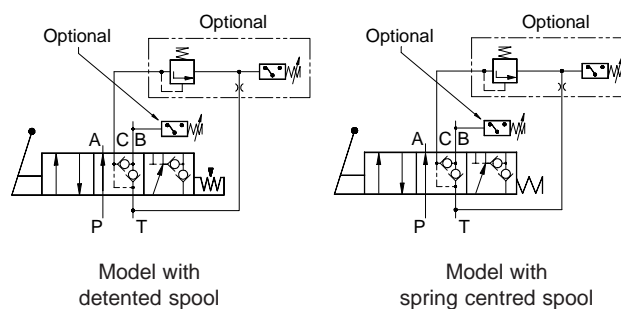 Optional
Optional
A C B
P T
Model with
detented spool
Optional
Optional
A C B
P T
Model with
spring centred spool